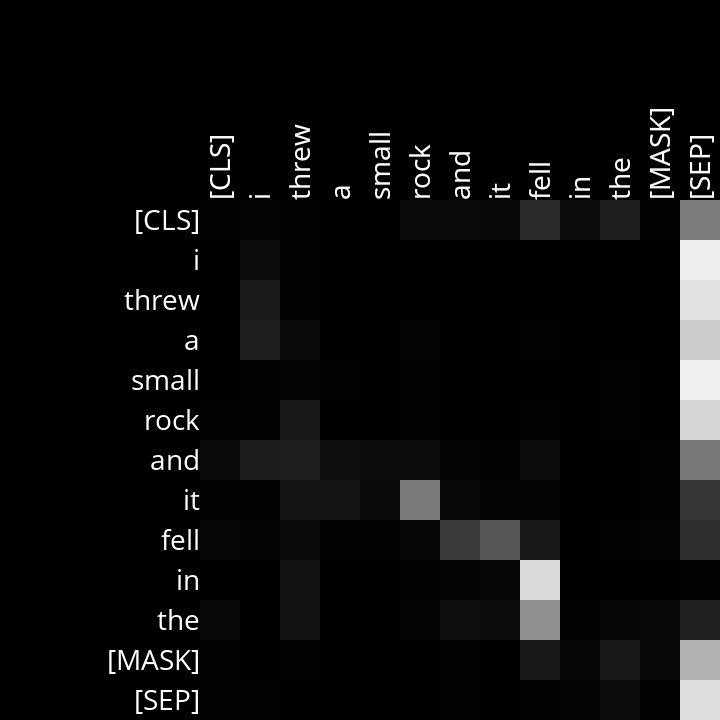 [CLS] i threw a small rock and it fell in the [MASK] [SEP]
[CLS]
i
threw
a
small
rock
and
it
fell
in
the
[MASK]
[SEP]